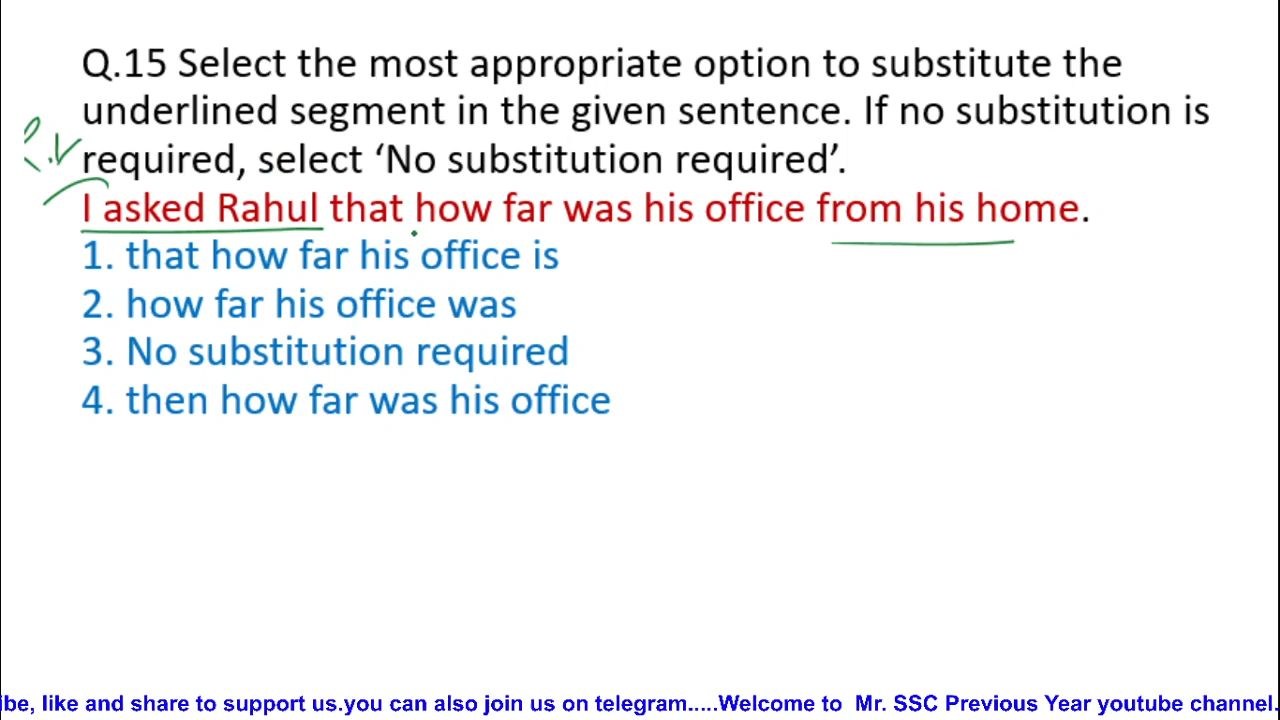 Q.15 Select the most appropriate option to substitute the
underlined segment in the given sentence. If no substitution is
required, select ‘No substitution required’.
I asked Rahul that how far was his office from his home.
1. that how far his office is
2. how far his office was
3. No substitution required
4. then how far was his office
ibe, like and share to support us.you can also join us on telegram.....Welcome to  Mr. SSC Previous Year youtube channel.